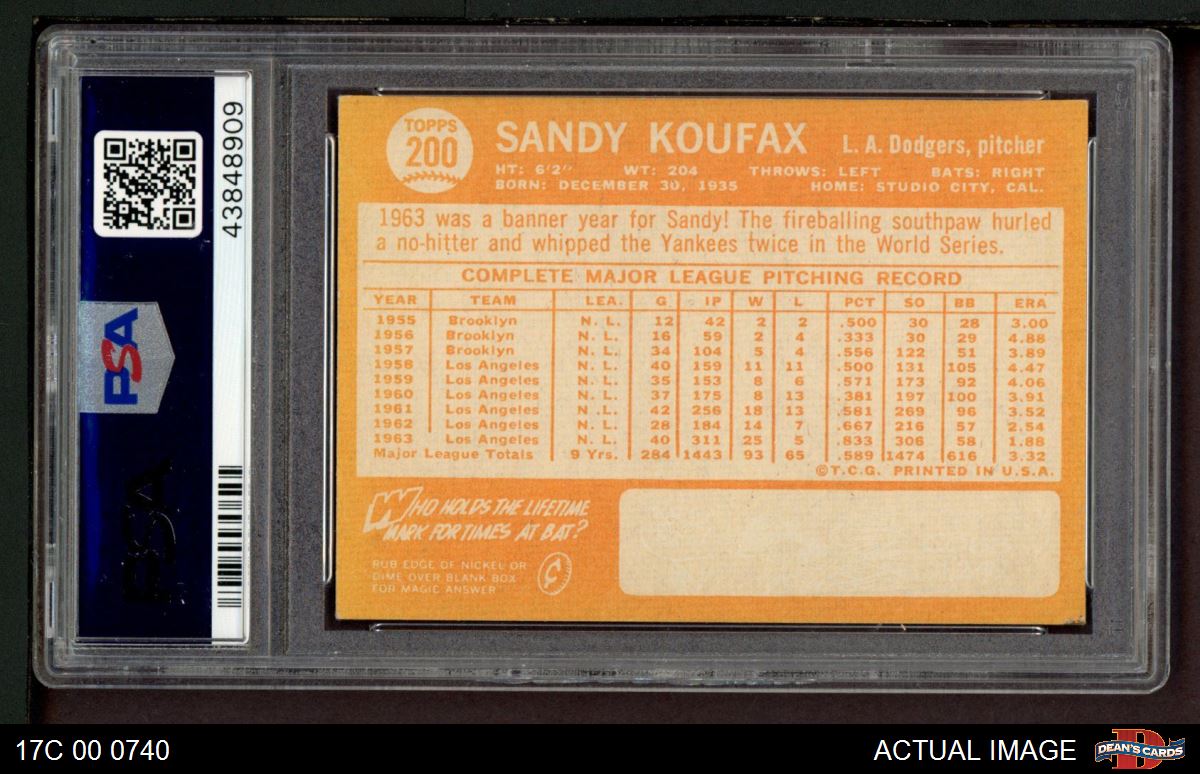 TOPPS
200
SANDY KOUFAX L. A. Dodgers, pitcher
HT: 6'2" WT: 204 THROWS: LEFT BATS: RIGHT
BORN: DECEMBER 30, 1935 HOME: STUDIO CITY, CAL.
1963 was a banner year for Sandy! The fireballing southpaw hurled
a no-hitter and whipped the Yankees twice in the World Series.
COMPLETE MAJOR LEAGUE PITCHING RECORD
YEAR TEAM LEA. G IP W L PCT SO BB ERA
1955 Brooklyn N. L. 12 42 2 2 .500 30 28 3.00
1956 Brooklyn N. L. 16 59 2 4 .333 30 29 4.88
1957 Brooklyn N. L. 34 104 5 4 .556 122 51 3.89
1958 Los Angeles N. L. 40 159 11 11 .500 131 105 4.47
1959 Los Angeles N. L. 35 153 8 6 .571 173 92 4.06
1960 Los Angeles N. L. 37 175 8 13 .381 197 100 3.91
1961 Los Angeles N. L. 42 256 18 13 .581 269 96 3.52
1962 Los Angeles N. L. 28 184 14 7 .667 216 57 2.54
1963 Los Angeles N. L. 40 311 25 5 .833 306 58 1.88
Major League Totals 9 Yrs. 284 1443 93 65 .589 1474 616 3.32
©T.C.G. PRINTED IN U.S.A.
WHO HOLDS THE LIFETIME
MARK FOR TIMES AT BAT?
RUB EDGE OF NICKEL OR
DIME OVER BLANK BOX
FOR MAGIC ANSWER
43848909
PSA
PSA
17C 00 0740
ACTUAL IMAGE
D
DEAN'S CARDS